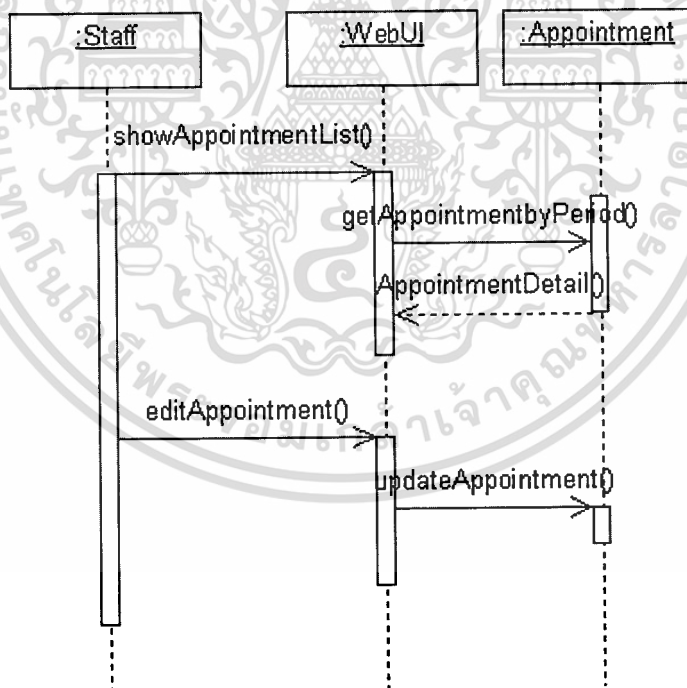 :Staff
:WebUI
:Appointment
showAppointmentList()
getAppointmentbyPeriod()
AppointmentDetail()
editAppointment()
updateAppointment()